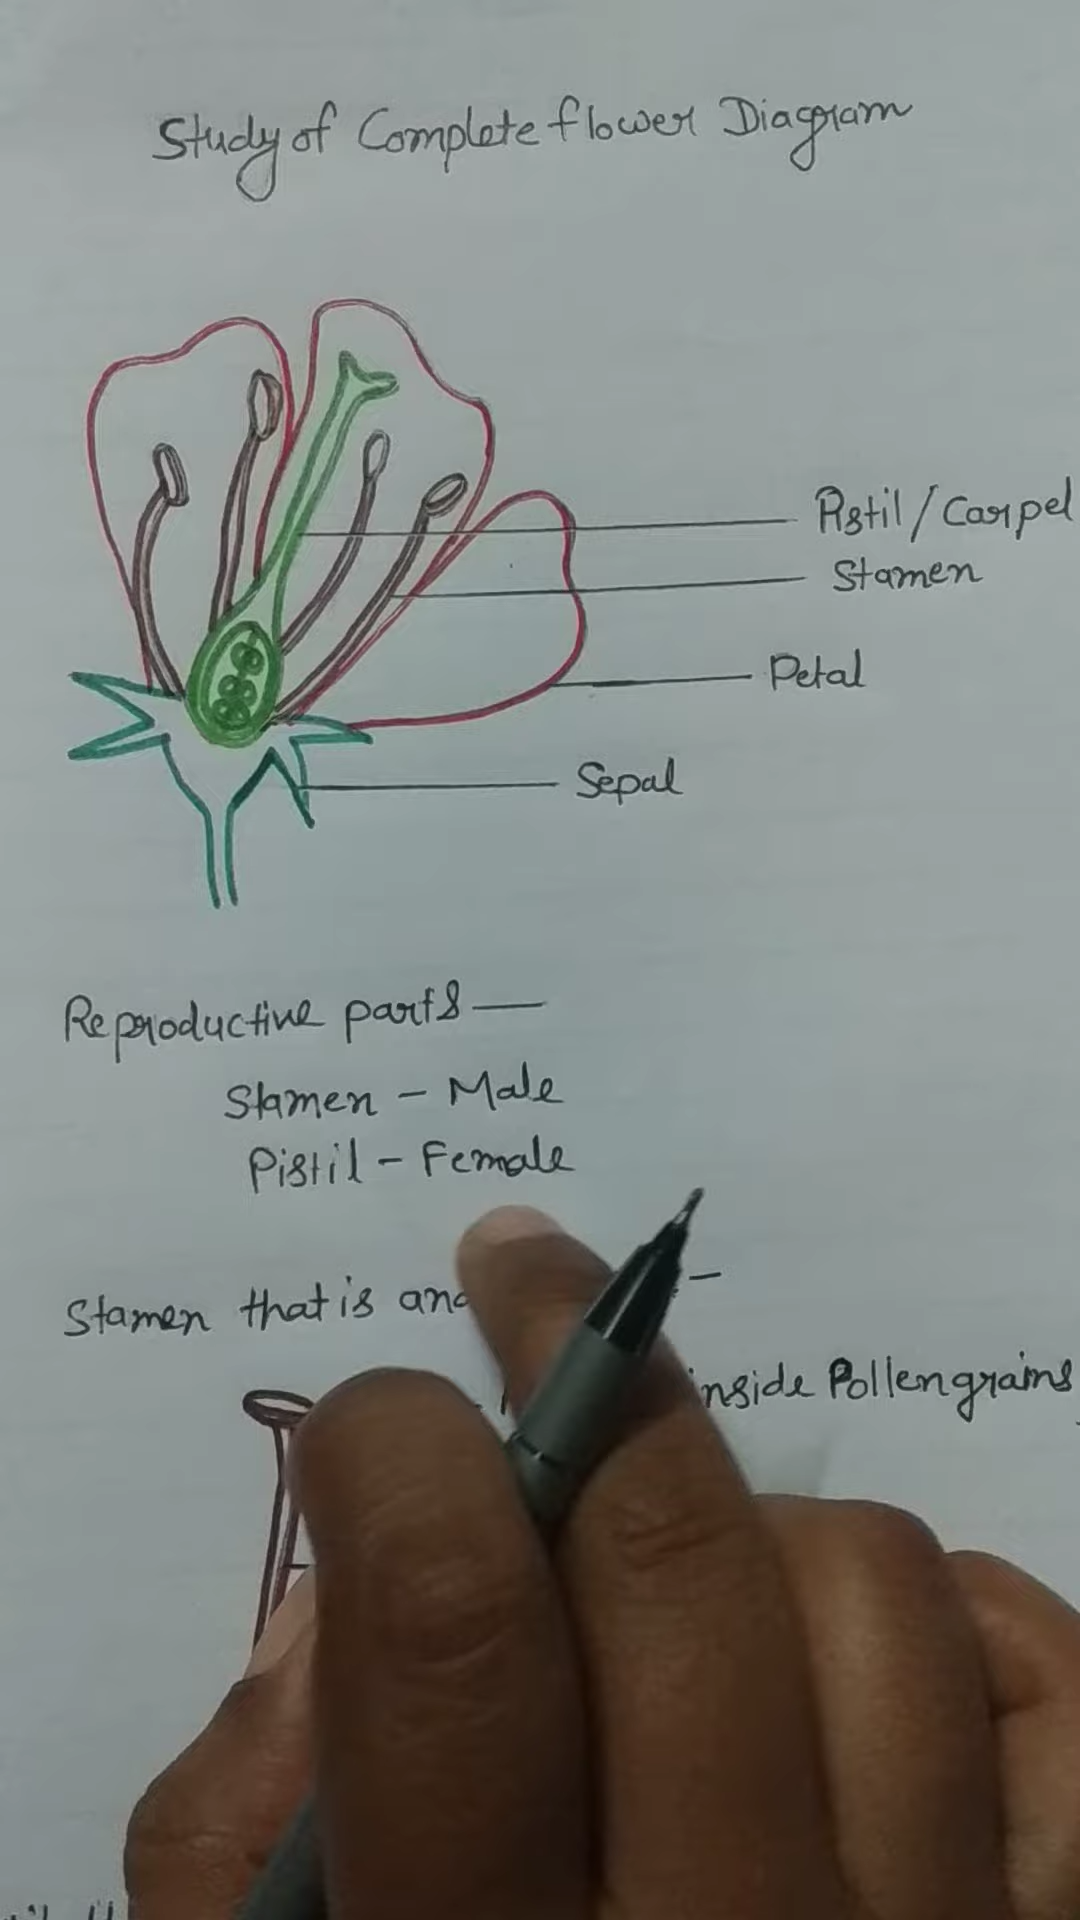 Study of Complete flower Diagram
Pistil/Carpel
Stamen
Petal
Sepal
Reproductive parts —
Stamen - Male
Pistil - Female
Stamen that is —
inside Pollengrains